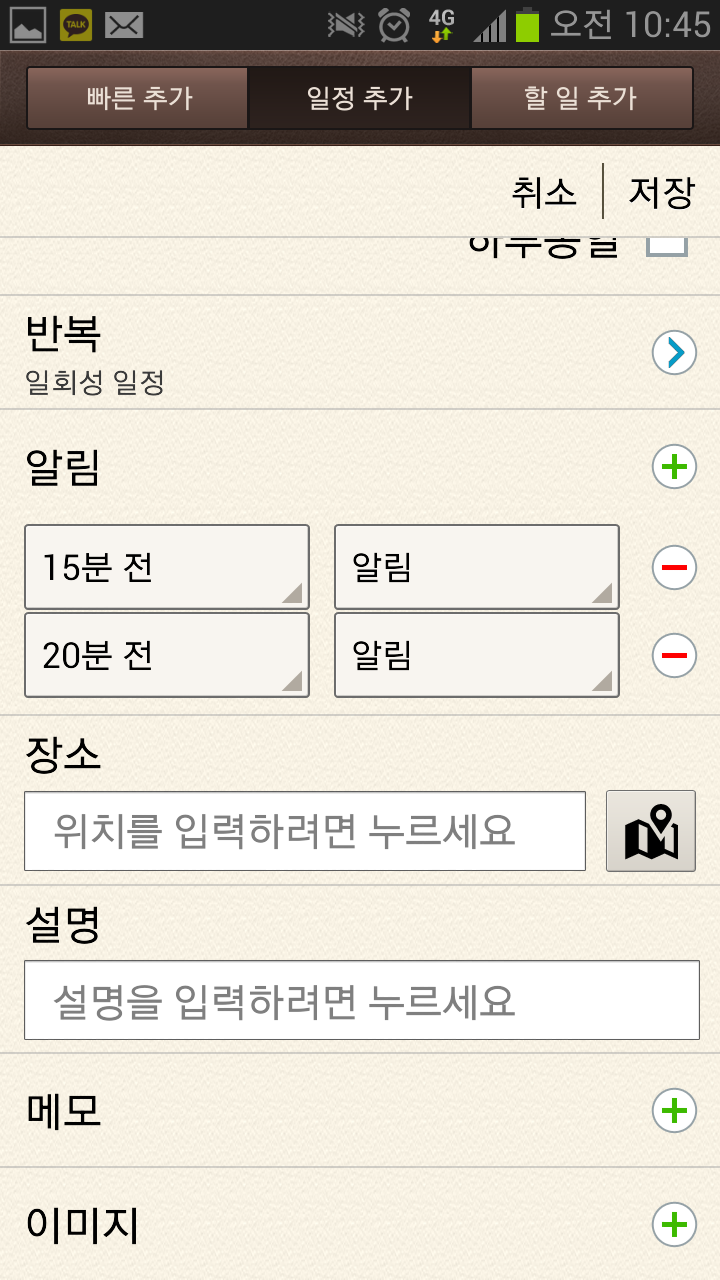 TALK 4G 오전 10:45
빠른 추가 일정 추가 할 일 추가
취소 저장
하루종일
반복
일회성 일정
알림
15분 전 알림
20분 전 알림
장소
위치를 입력하려면 누르세요
설명
설명을 입력하려면 누르세요
메모
이미지